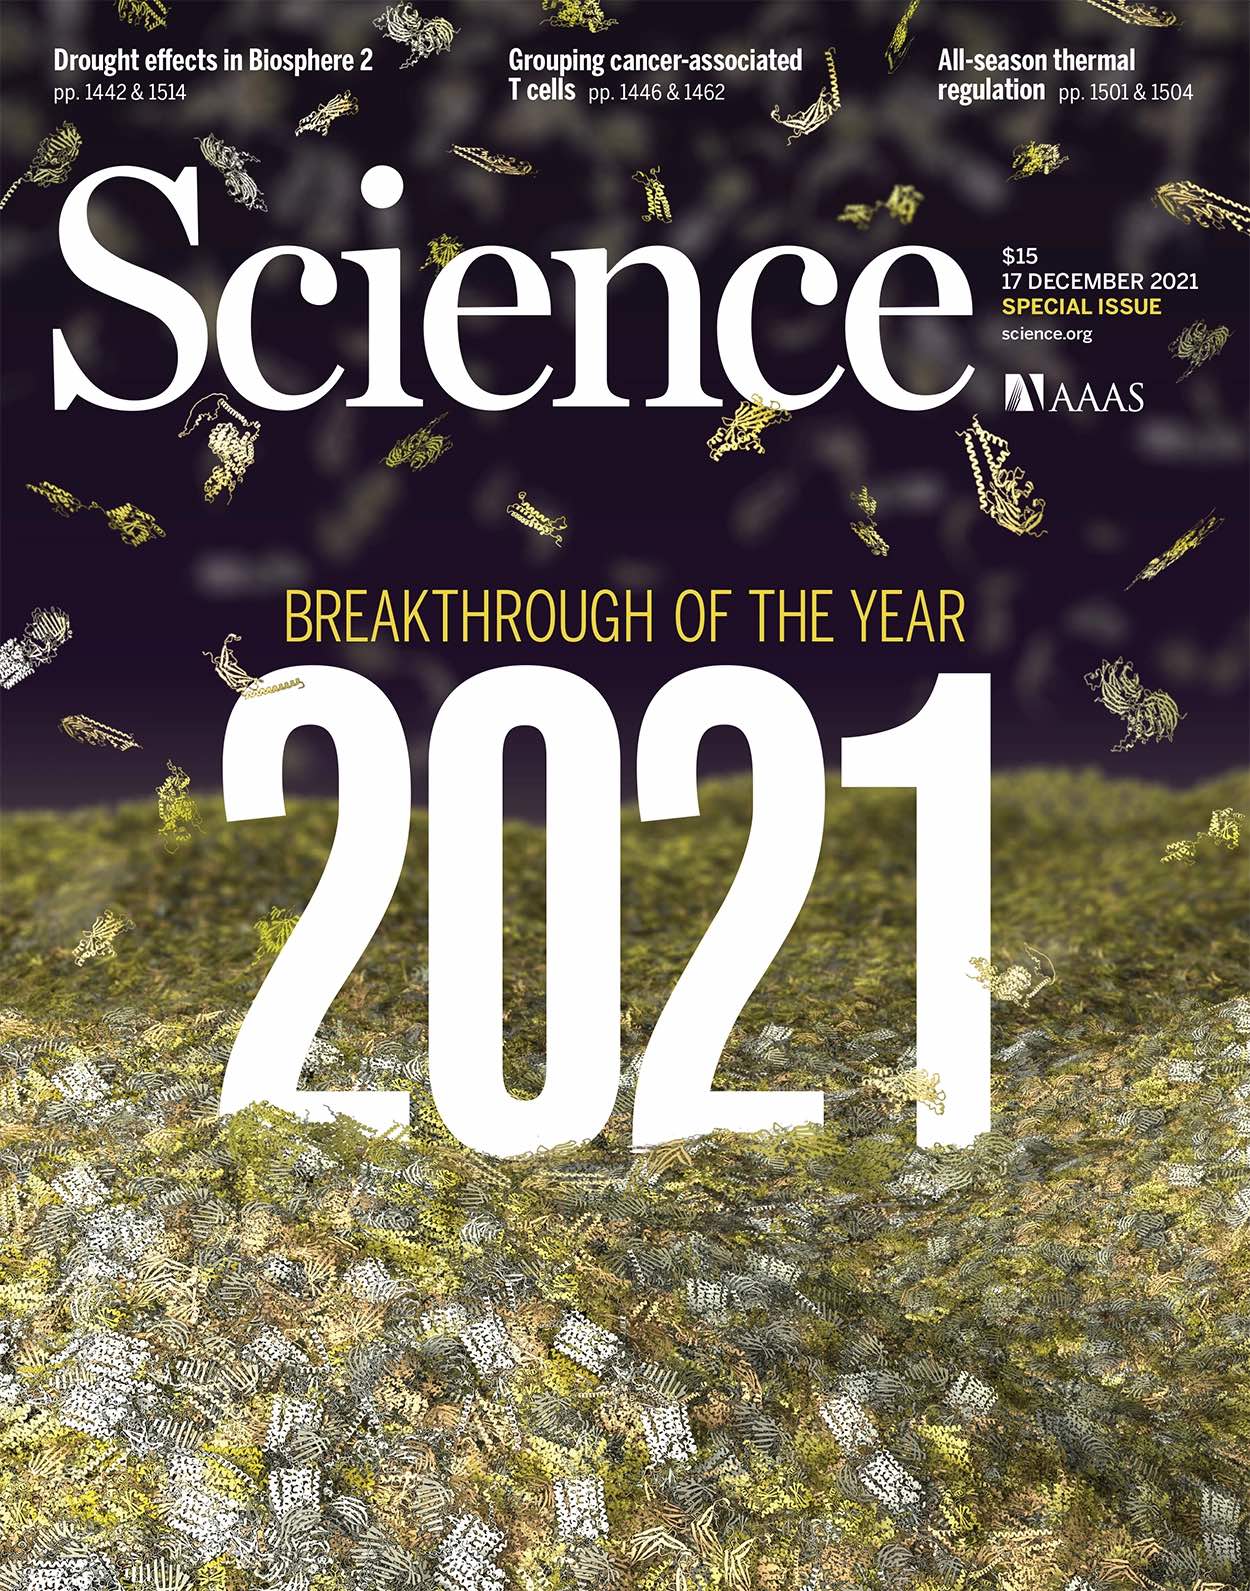 Drought effects in Biosphere 2
pp. 1442 & 1514
Grouping cancer-associated
T cells pp. 1446 & 1462
All-season thermal
regulation pp. 1501 & 1504
Science
$15
17 DECEMBER 2021
SPECIAL ISSUE
science.org
AAAS
BREAKTHROUGH OF THE YEAR
2021